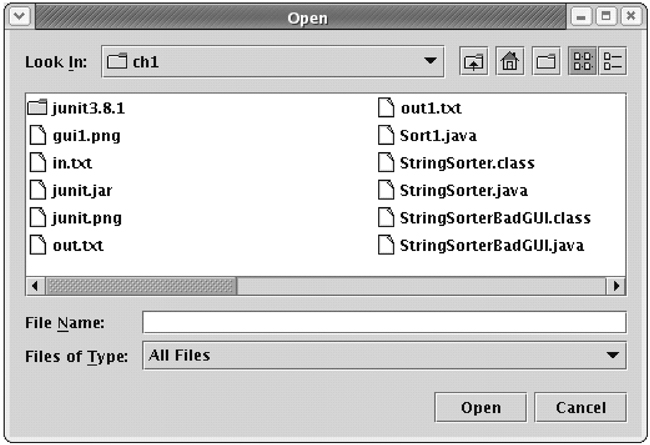 Open
Look In: ch1
junit3.8.1
gui1.png
in.txt
junit.jar
junit.png
out.txt
out1.txt
Sort1.java
StringSorter.class
StringSorter.java
StringSorterBadGUI.class
StringSorterBadGUI.java
File Name:
Files of Type: All Files
Open Cancel